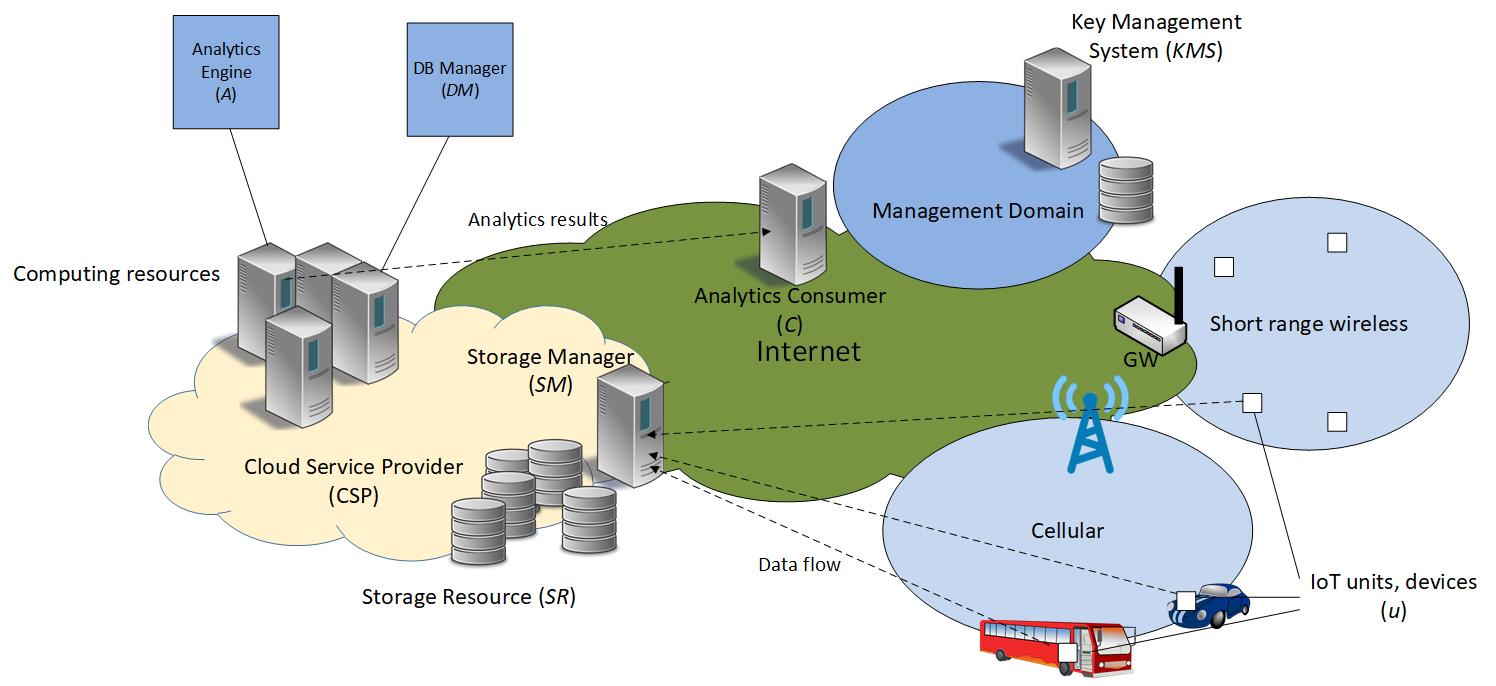 Analytics
Engine
(A)
DB Manager
(DM)
Key Management
System (KMS)
Management Domain
Analytics results
Computing resources
Analytics Consumer
(C)
Internet
GW
Short range wireless
Storage Manager
(SM)
Cloud Service Provider
(CSP)
Cellular
Data flow
Storage Resource (SR)
IoT units, devices
(u)